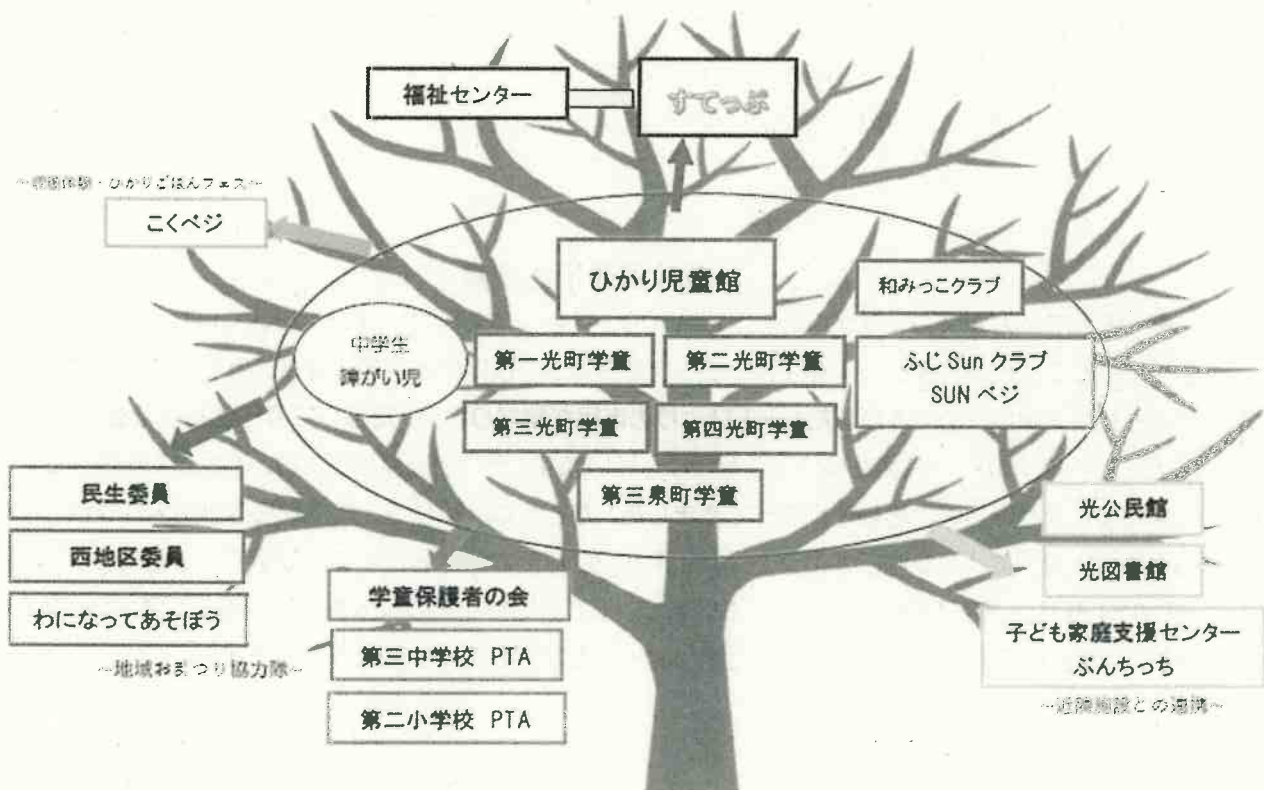 福祉センター
すてっぷ
ひかりごはんフェス～
こくベジ
ひかり児童館
和みっこクラブ
中学生
障がい児
第一光町学童
第二光町学童
ふじ Sun クラブ
SUN ベジ
第三光町学童
第四光町学童
第三泉町学童
民生委員
西地区委員
わになってあそぼう
～地域おまつり協力隊～
学童保護者の会
第三中学校 PTA
第二小学校 PTA
光公民館
光図書館
子ども家庭支援センター
ぶんちっち
～近隣施設との連携～